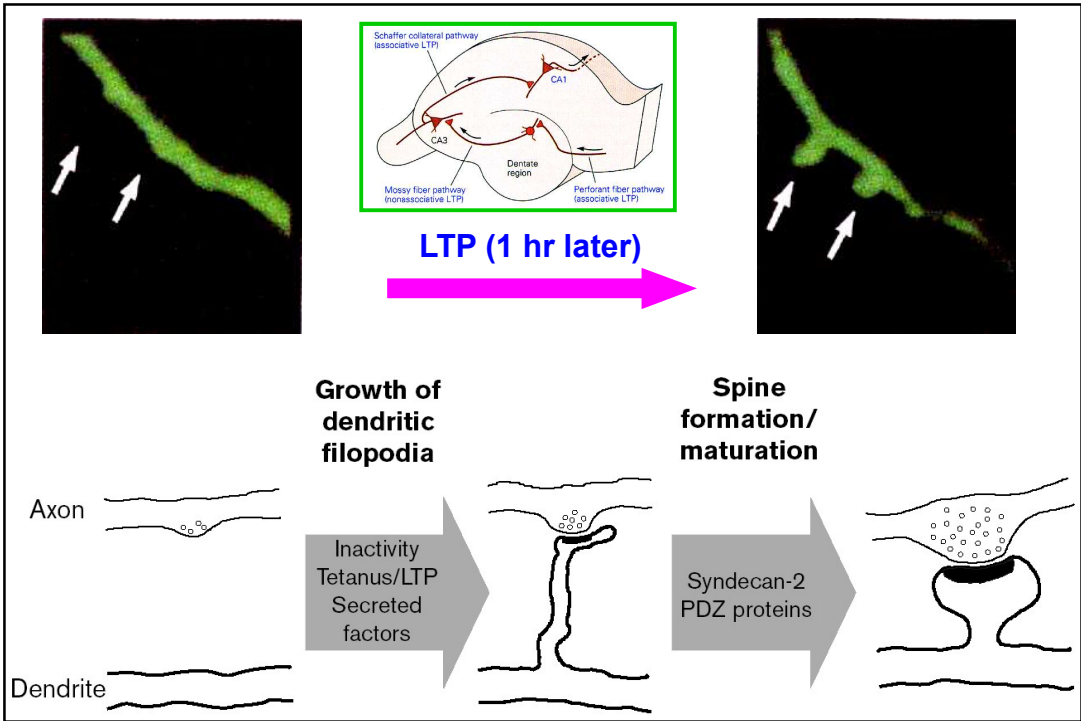 Schaffer collateral pathway
(associative LTP)
CA1
CA3
Dentate
region
Mossy fiber pathway
(nonassociative LTP)
Perforant fiber pathway
(associative LTP)
LTP (1 hr later)
Growth of
dendritic
filopodia
Spine
formation/
maturation
Axon
Inactivity
Tetanus/LTP
Secreted
factors
Syndecan-2
PDZ proteins
Dendrite